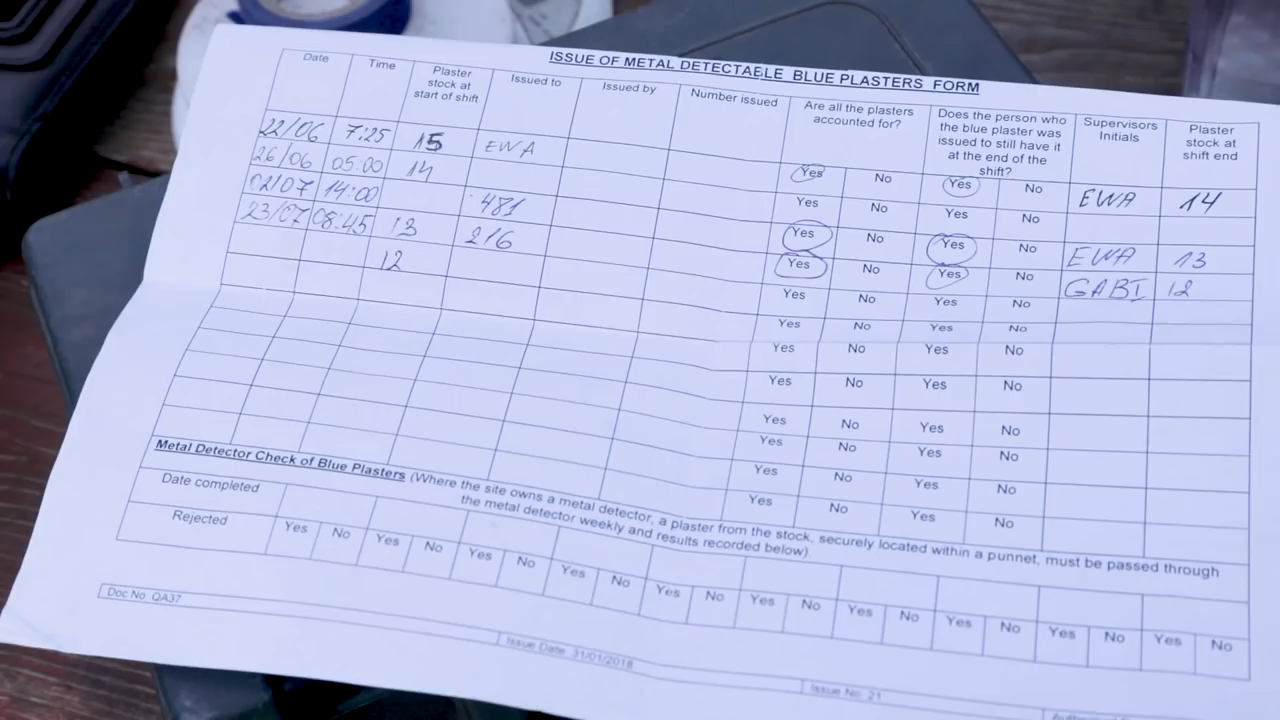 ISSUE OF METAL DETECTABLE BLUE PLASTERS FORM
Date Time Plaster stock at start of shift Issued to Issued by Number issued Are all the plasters accounted for? Does the person who the blue plaster was issued to still have it at the end of the shift? Supervisors Initials Plaster stock at shift end
22/06 7:25 15 EWA Yes No Yes No EWA 14
26/06 05:00 14 Yes No Yes No
02/07 14:00 481 Yes No Yes No EWA 13
23/07 08:45 13 216 Yes No Yes No GABI 12
12 Yes No Yes No
Yes No Yes No
Yes No Yes No
Yes No Yes No
Yes No Yes No
Yes No Yes No
Yes No Yes No
Yes No Yes No
Metal Detector Check of Blue Plasters (Where the site owns a metal detector, a plaster from the stock, securely located within a punnet, must be passed through
the metal detector weekly and results recorded below)
Date completed
Rejected Yes No Yes No Yes No Yes No Yes No Yes No Yes No Yes No Yes No Yes No
Doc No. QA37
Issue Date: 31/01/2018
Issue No. 21